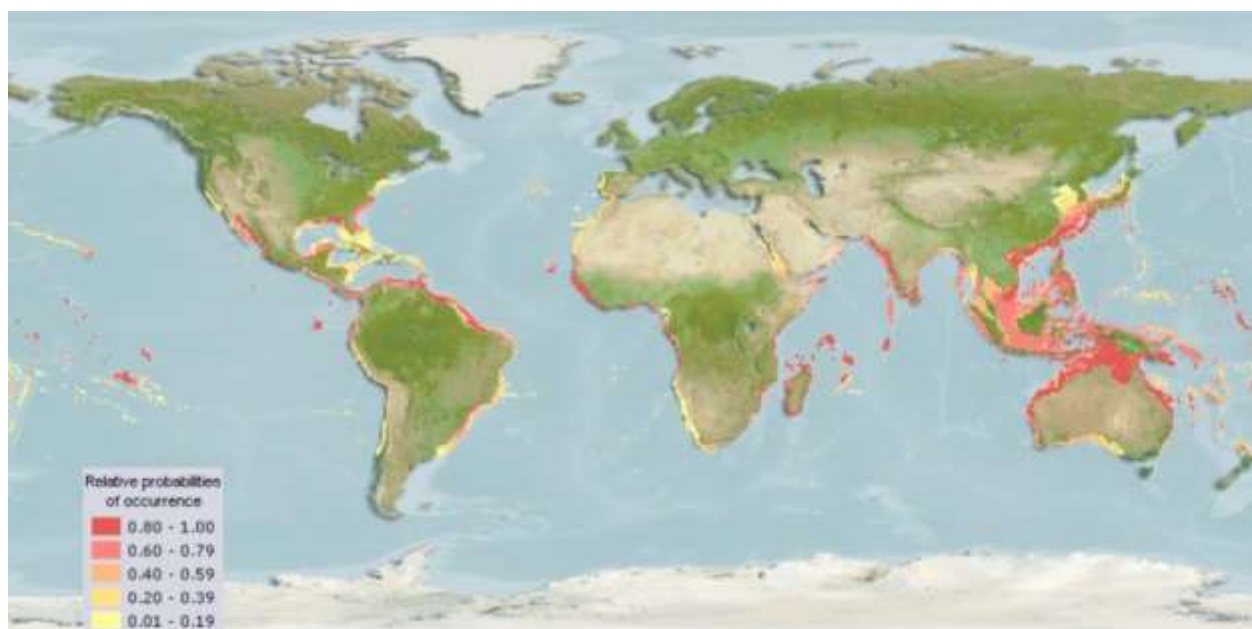 Relative probabilities
of occurrence
0.80 - 1.00
0.60 - 0.79
0.40 - 0.59
0.20 - 0.39
0.01 - 0.19